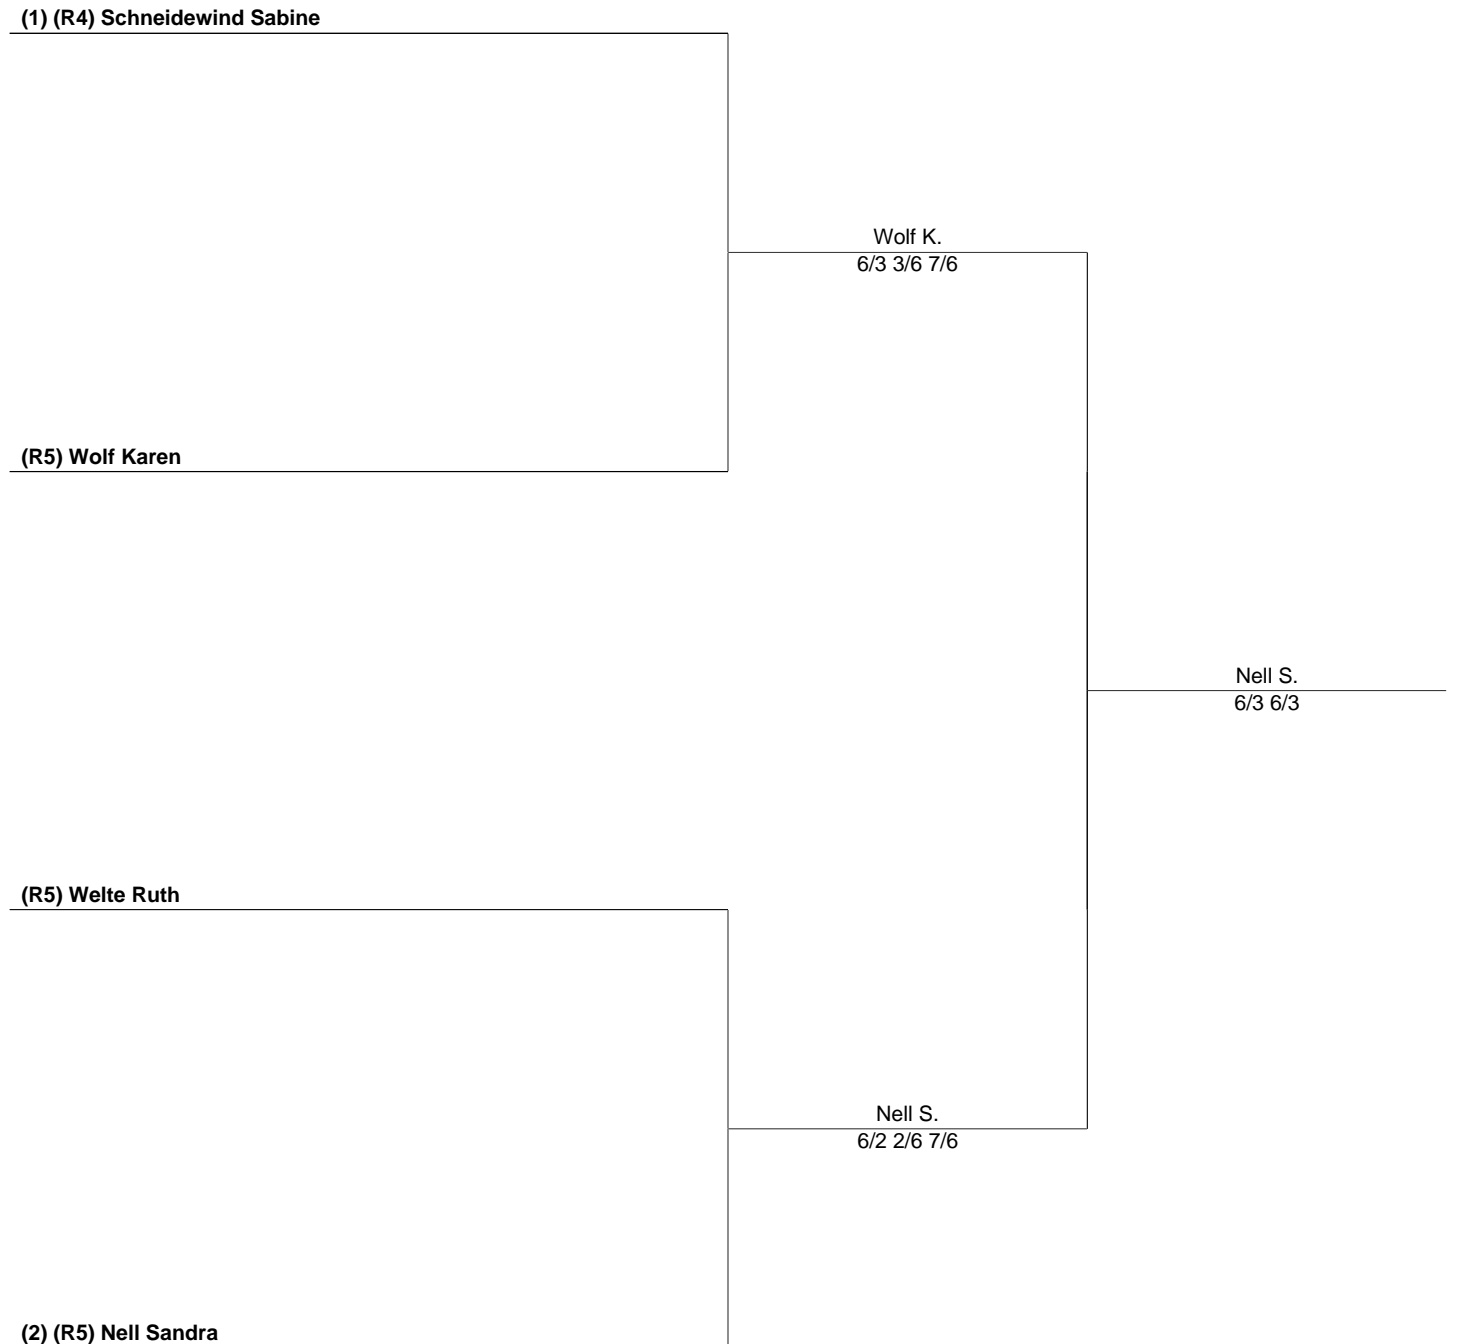 (1) (R4) Schneidewind Sabine
Wolf K.
6/3 3/6 7/6
(R5) Wolf Karen
Nell S.
6/3 6/3
(R5) Welte Ruth
Nell S.
6/2 2/6 7/6
(2) (R5) Nell Sandra